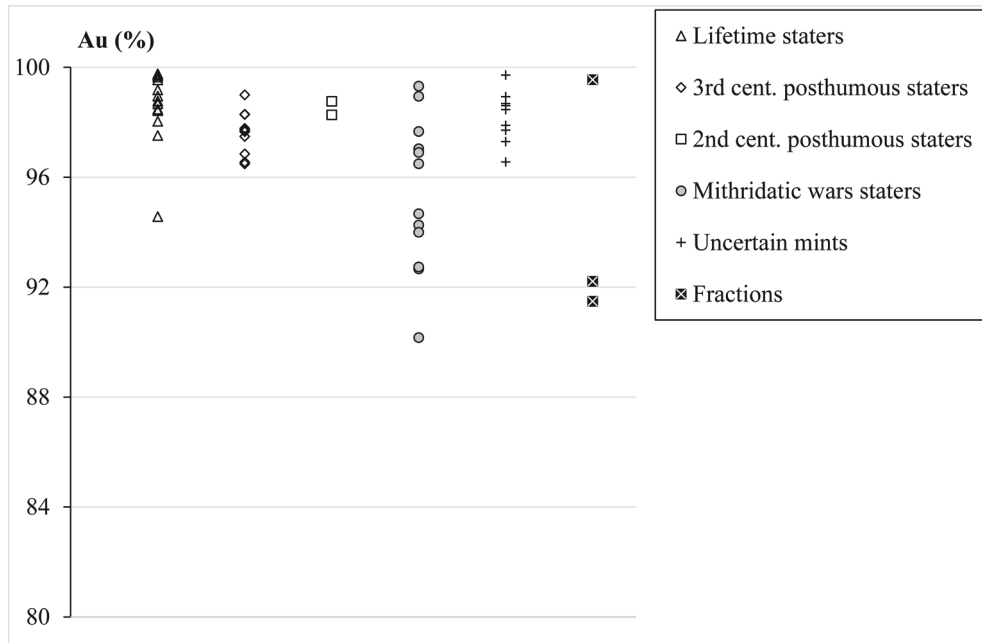 Au (%)
100
96
92
88
84
80
Lifetime staters
3rd cent. posthumous staters
2nd cent. posthumous staters
Mithridatic wars staters
Uncertain mints
Fractions